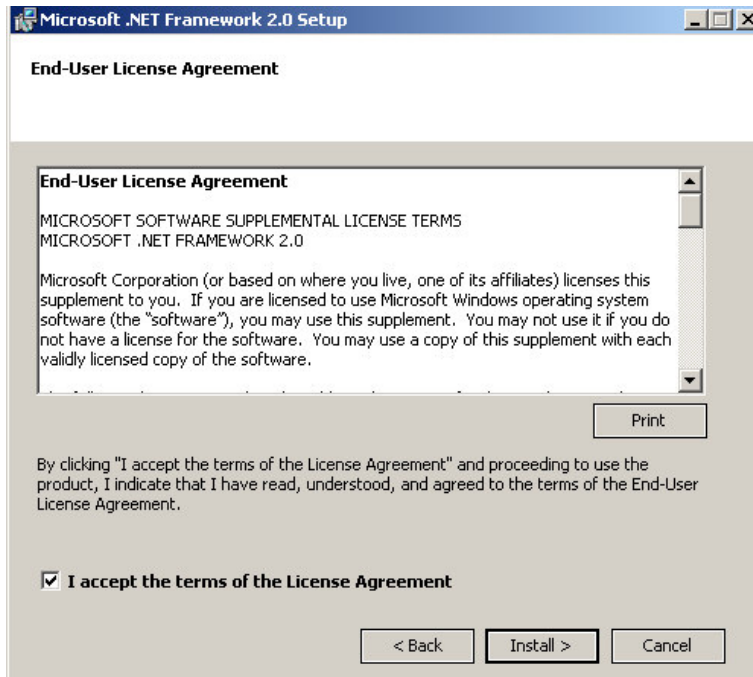 Microsoft .NET Framework 2.0 Setup
End-User License Agreement
End-User License Agreement
MICROSOFT SOFTWARE SUPPLEMENTAL LICENSE TERMS
MICROSOFT .NET FRAMEWORK 2.0
Microsoft Corporation (or based on where you live, one of its affiliates) licenses this
supplement to you.  If you are licensed to use Microsoft Windows operating system
software (the “software”), you may use this supplement.  You may not use it if you do
not have a license for the software.  You may use a copy of this supplement with each
validly licensed copy of the software.
Print
By clicking "I accept the terms of the License Agreement" and proceeding to use the
product, I indicate that I have read, understood, and agreed to the terms of the End-User
License Agreement.
I accept the terms of the License Agreement
< Back Install > Cancel